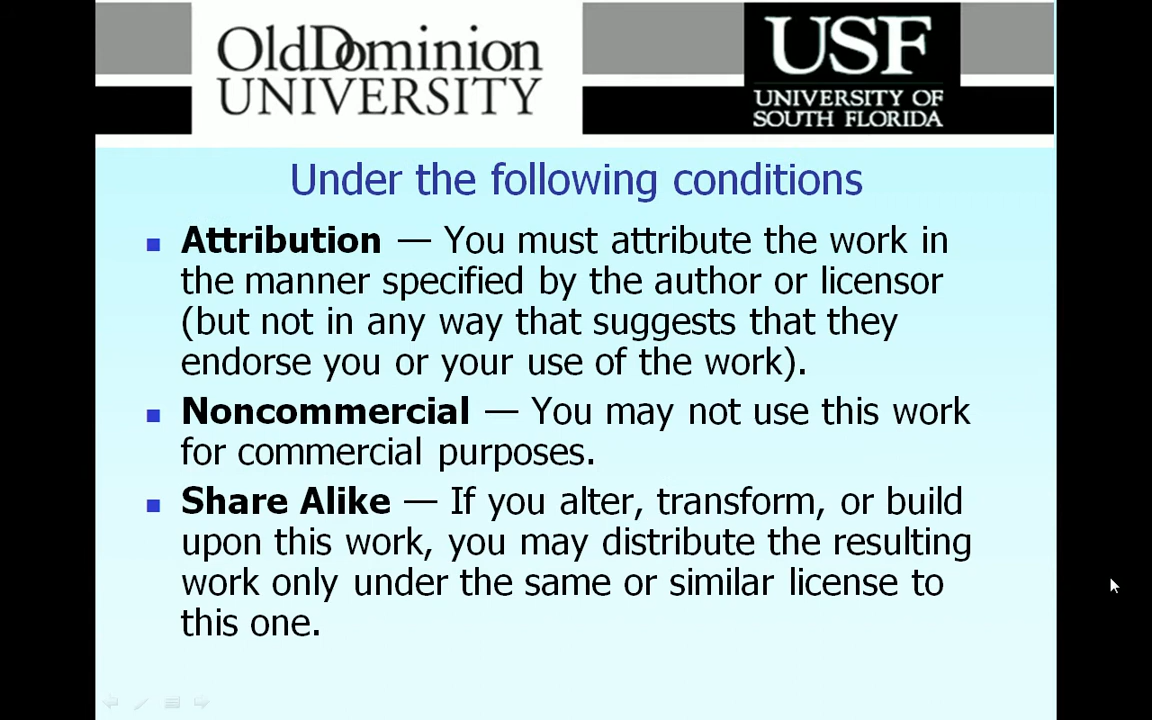 OldDominion
UNIVERSITY
USF
UNIVERSITY OF
SOUTH FLORIDA
Under the following conditions
Attribution — You must attribute the work in
the manner specified by the author or licensor
(but not in any way that suggests that they
endorse you or your use of the work).
Noncommercial — You may not use this work
for commercial purposes.
Share Alike — If you alter, transform, or build
upon this work, you may distribute the resulting
work only under the same or similar license to
this one.